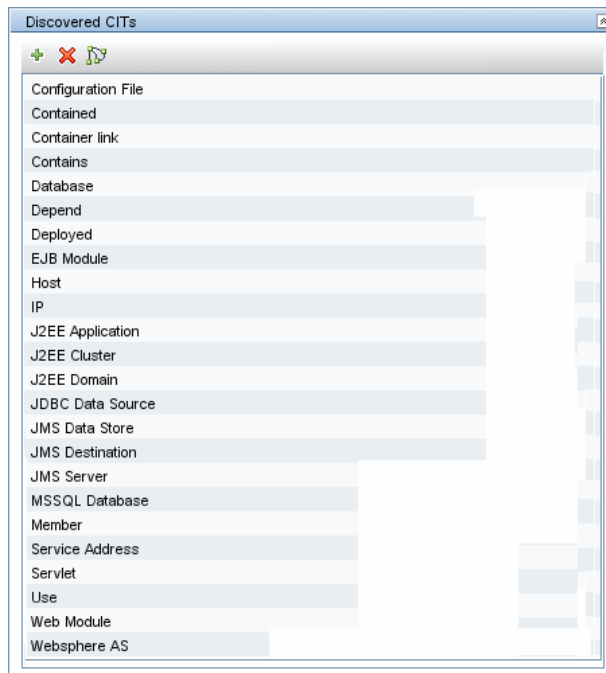 Discovered CITs
Configuration File
Contained
Container link
Contains
Database
Depend
Deployed
EJB Module
Host
IP
J2EE Application
J2EE Cluster
J2EE Domain
JDBC Data Source
JMS Data Store
JMS Destination
JMS Server
MSSQL Database
Member
Service Address
Servlet
Use
Web Module
Websphere AS